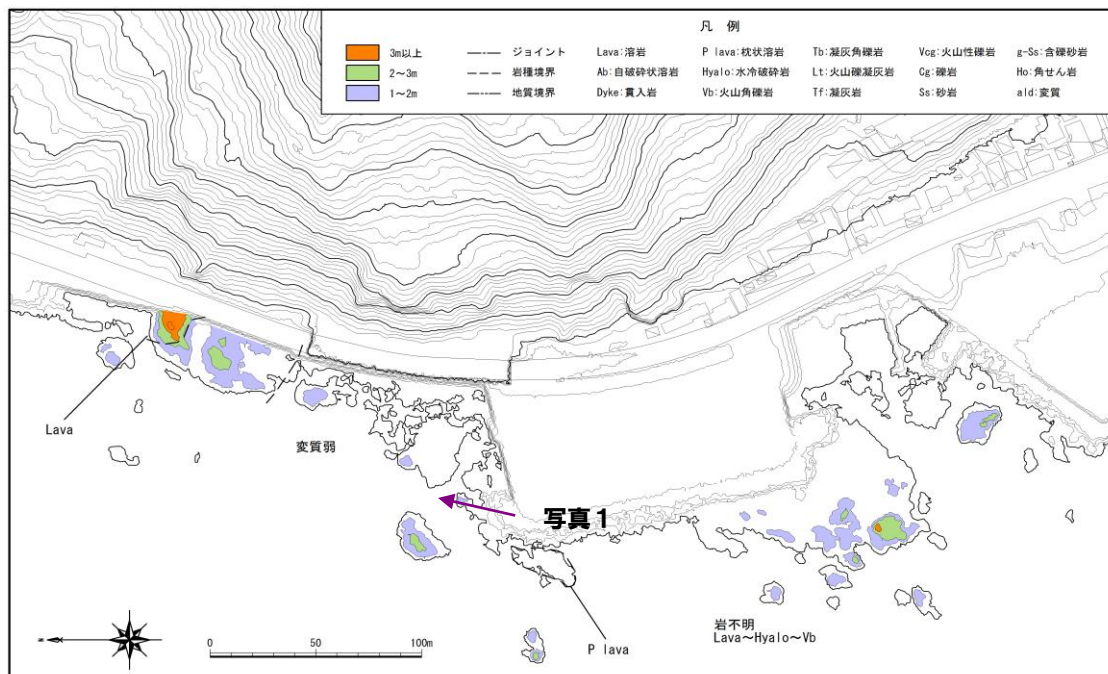 凡 例
3m以上 ジョイント Lava:溶岩 P lava:枕状溶岩 Tb:凝灰角礫岩 Vcg:火山性礫岩 g-Ss:含礫砂岩
2～3m 岩種境界 Ab:自破砕状溶岩 Hyalo:水冷破砕岩 Lt:火山礫凝灰岩 Cg:礫岩 Ho:角せん岩
1～2m 地質境界 Dyke:貫入岩 Vb:火山角礫岩 Tf:凝灰岩 Ss:砂岩 ald:変質
Lava
変質弱
写真1
岩不明
Lava～Hyalo～Vb
P lava
N
0 50 100m